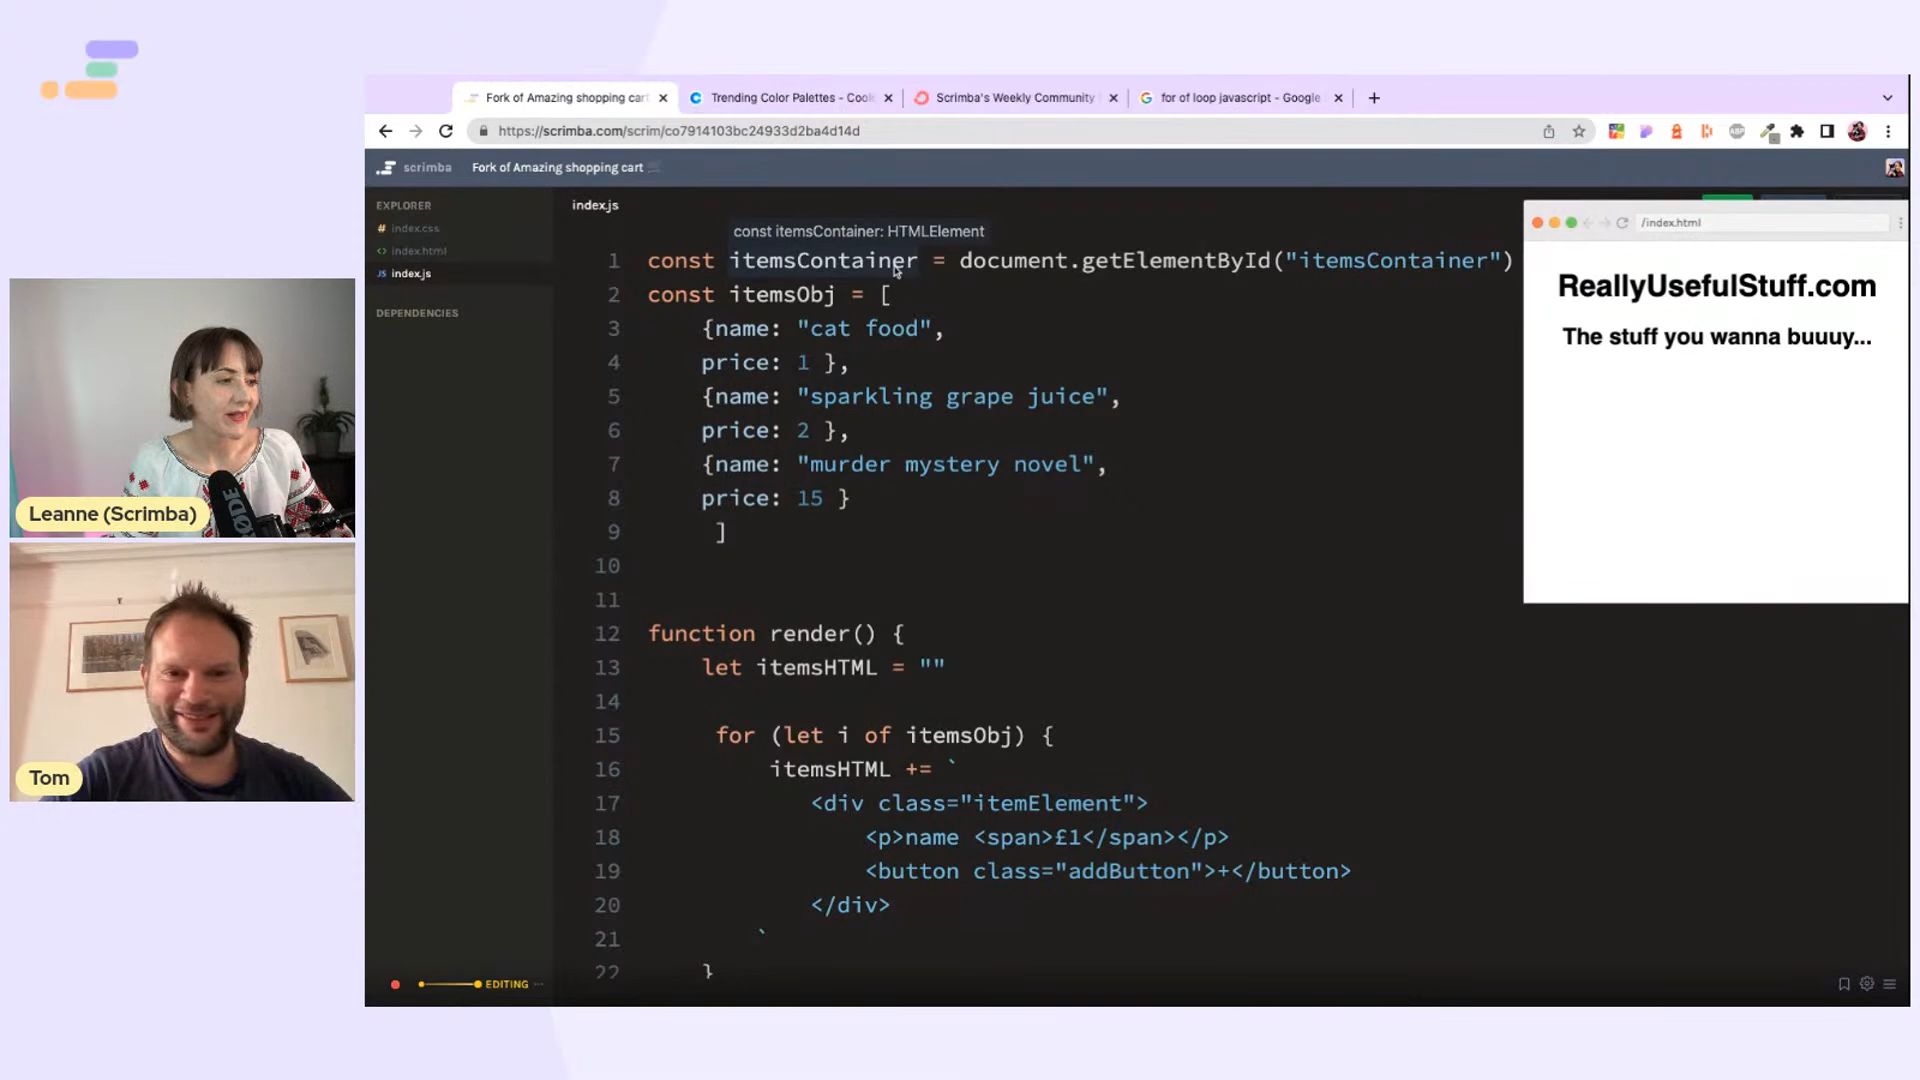 Fork of Amazing shopping cart
Trending Color Palettes - Cool
Scrimba's Weekly Community
for of loop javascript - Google
https://scrimba.com/scrim/co7914103bc24933d2ba4d14d
scrimba
Fork of Amazing shopping cart
EXPLORER
index.css
index.html
index.js
DEPENDENCIES
index.js
const itemsContainer: HTMLElement
1 const itemsContainer = document.getElementById("itemsContainer")
2 const itemsObj = [
3 {name: "cat food",
4 price: 1 },
5 {name: "sparkling grape juice",
6 price: 2 },
7 {name: "murder mystery novel",
8 price: 15 }
9 ]
10
11
12 function render() {
13 let itemsHTML = ""
14
15 for (let i of itemsObj) {
16 itemsHTML += `
17 <div class="itemElement">
18 <p>name <span>£1</span></p>
19 <button class="addButton">+</button>
20 </div>
21 `
22 }
EDITING
/index.html
ReallyUsefulStuff.com
The stuff you wanna buuuy...
RØDE
Leanne (Scrimba)
Tom